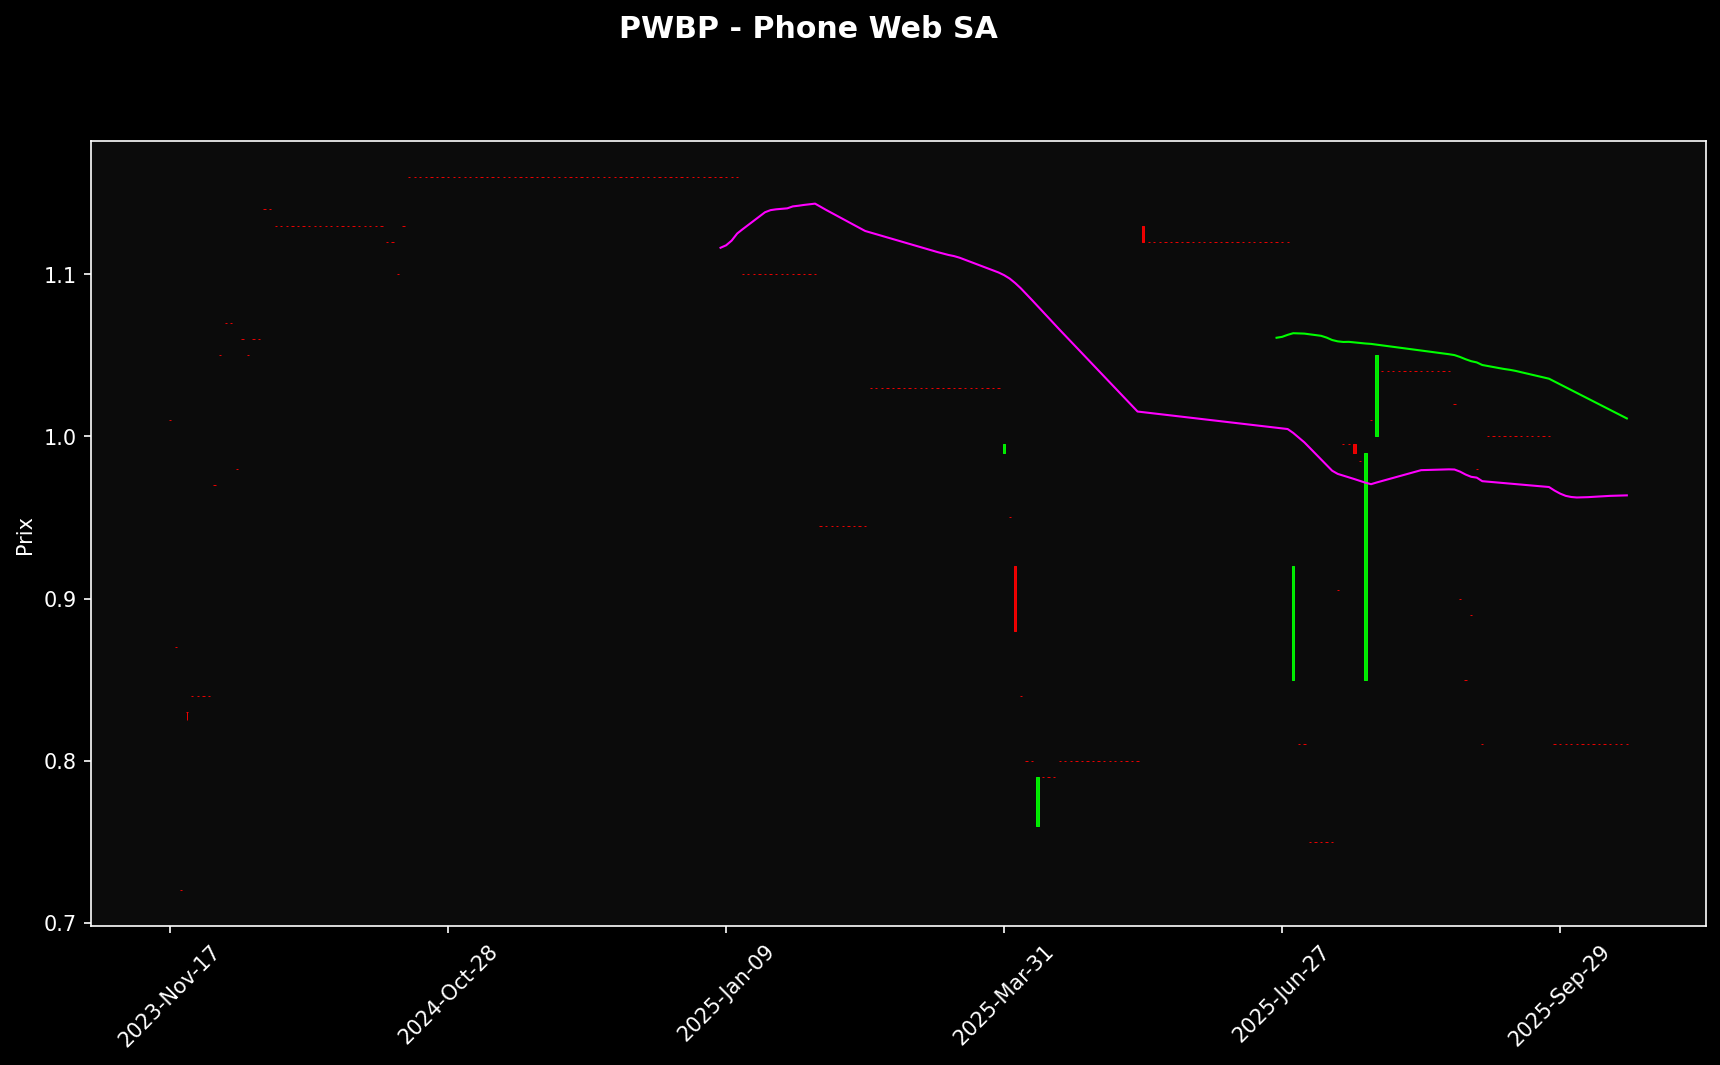 PWBP - Phone Web SA
Prix
1.1
1.0
0.9
0.8
0.7
2023-Nov-17
2024-Oct-28
2025-Jan-09
2025-Mar-31
2025-Jun-27
2025-Sep-29